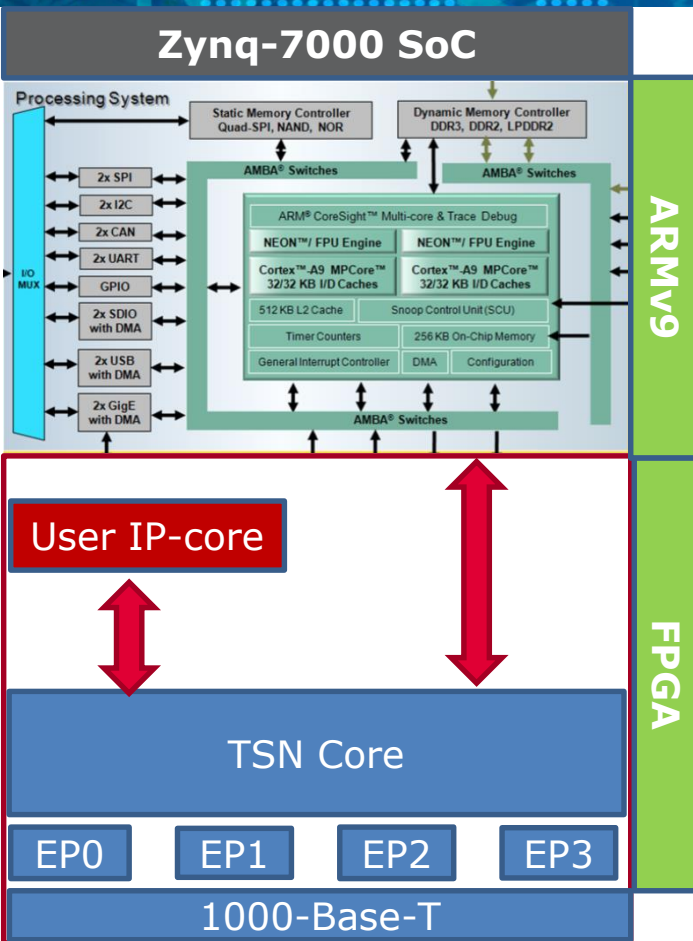 Zynq-7000 SoC
Processing System
Static Memory Controller
Quad-SPI, NAND, NOR
Dynamic Memory Controller
DDR3, DDR2, LPDDR2
AMBA® Switches
AMBA® Switches
I/O
MUX
2x SPI
2x I2C
2x CAN
2x UART
GPIO
2x SDIO
with DMA
2x USB
with DMA
2x GigE
with DMA
ARM® CoreSight™ Multi-core & Trace Debug
NEON™/ FPU Engine
NEON™/ FPU Engine
Cortex™-A9 MPCore™
32/32 KB I/D Caches
Cortex™-A9 MPCore™
32/32 KB I/D Caches
512 KB L2 Cache
Snoop Control Unit (SCU)
Timer Counters
256 KB On-Chip Memory
General Interrupt Controller
DMA
Configuration
AMBA® Switches
ARMv9
User IP-core
FPGA
TSN Core
EP0
EP1
EP2
EP3
1000-Base-T